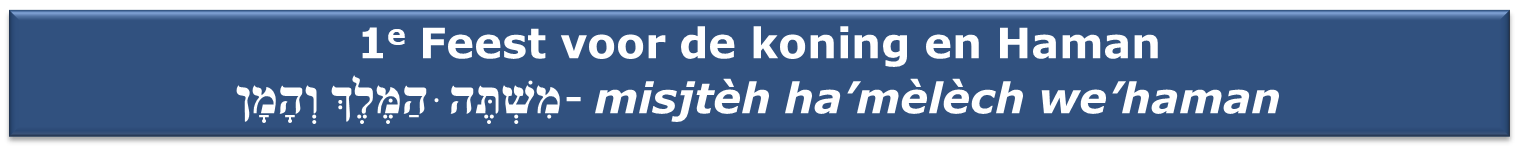 1e Feest voor de koning en Haman
מִשְׁתֶּה הַמֶּלֶךְ וְהָמָן - misjtèh ha’mèlèch we’haman